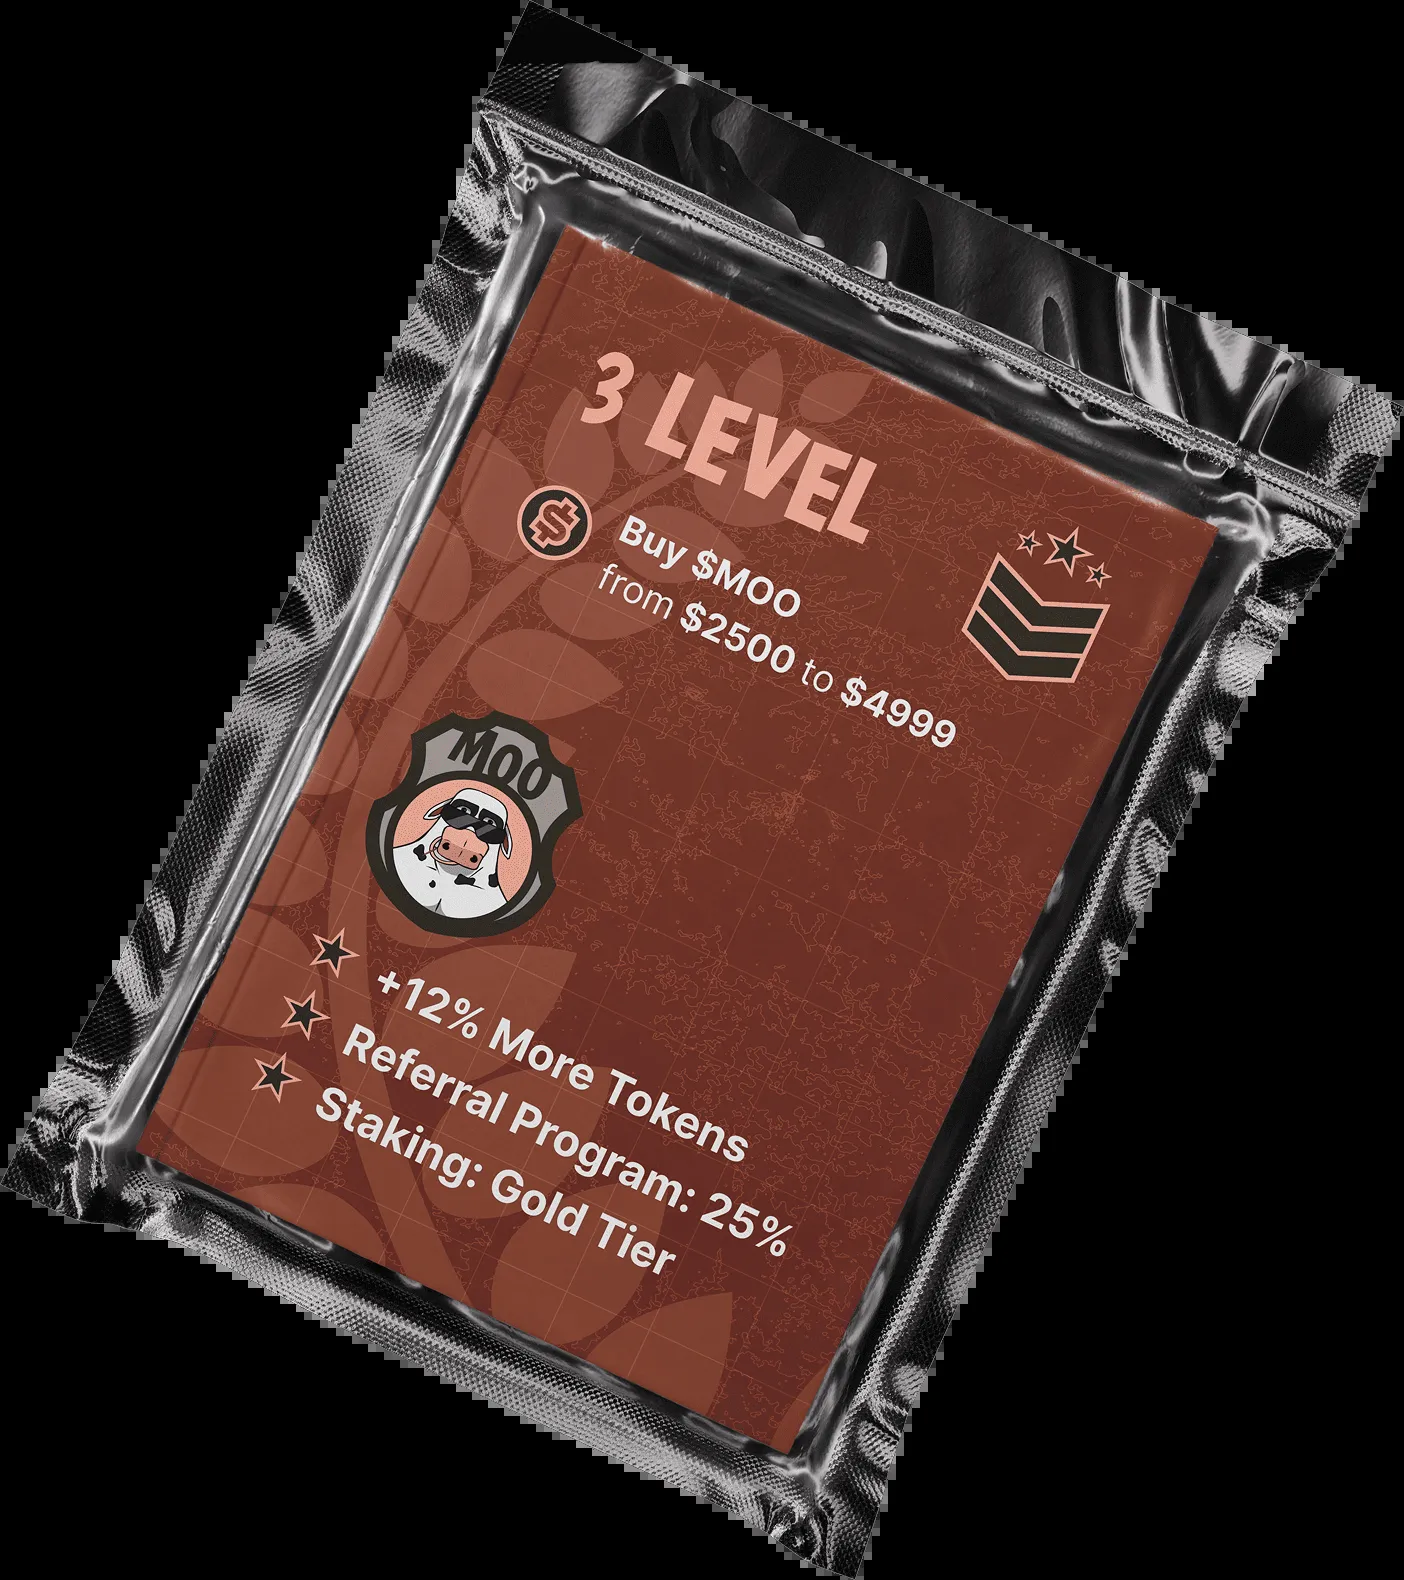 3 LEVEL
Buy $MOO
from $2500 to $4999
MOO
+12% More Tokens
Referral Program: 25%
Staking: Gold Tier